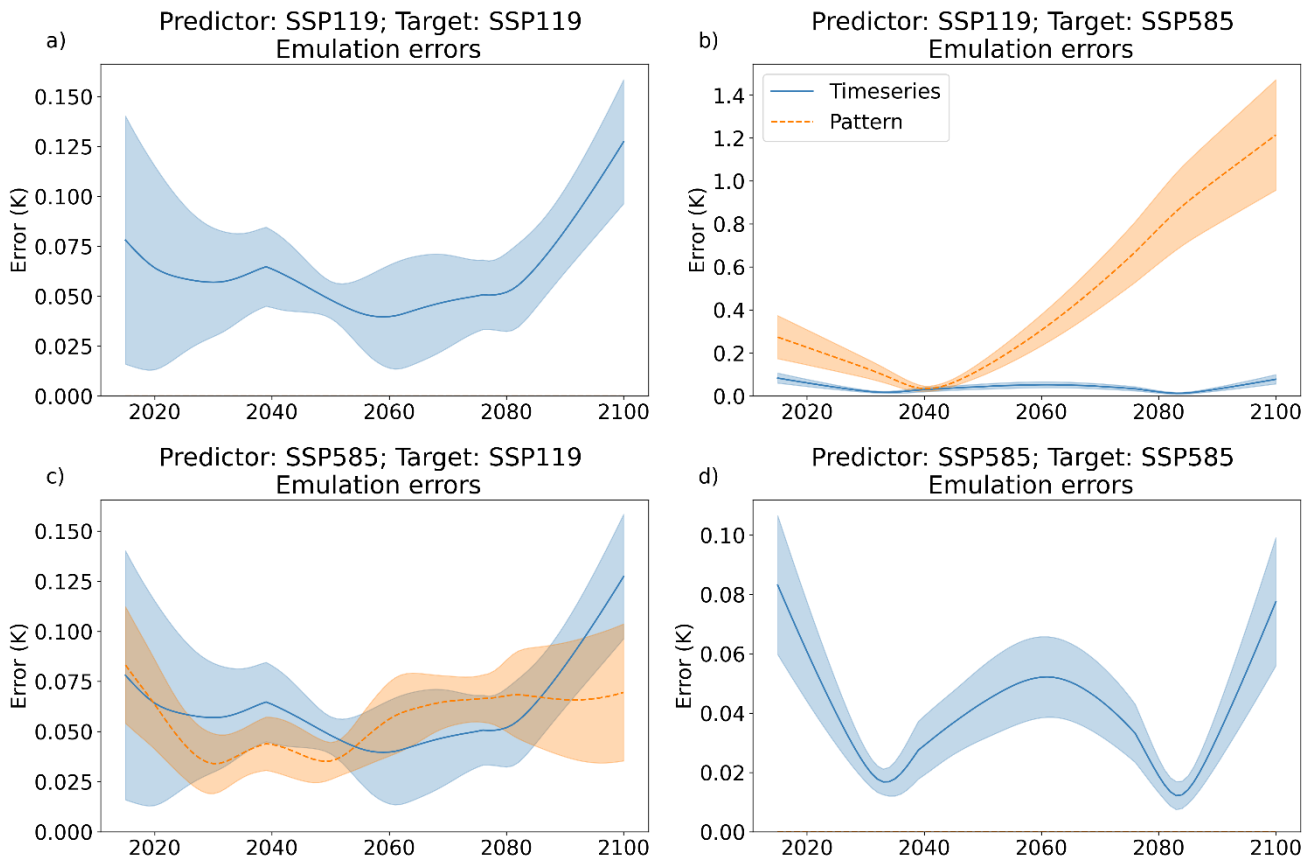 a)
Predictor: SSP119; Target: SSP119
Emulation errors
Error (K)
0.150
0.125
0.100
0.075
0.050
0.025
0.000
2020 2040 2060 2080 2100
b)
Predictor: SSP119; Target: SSP585
Emulation errors
Timeseries
Pattern
Error (K)
1.4
1.2
1.0
0.8
0.6
0.4
0.2
0.0
2020 2040 2060 2080 2100
c)
Predictor: SSP585; Target: SSP119
Emulation errors
Error (K)
0.150
0.125
0.100
0.075
0.050
0.025
0.000
2020 2040 2060 2080 2100
d)
Predictor: SSP585; Target: SSP585
Emulation errors
Error (K)
0.10
0.08
0.06
0.04
0.02
0.00
2020 2040 2060 2080 2100